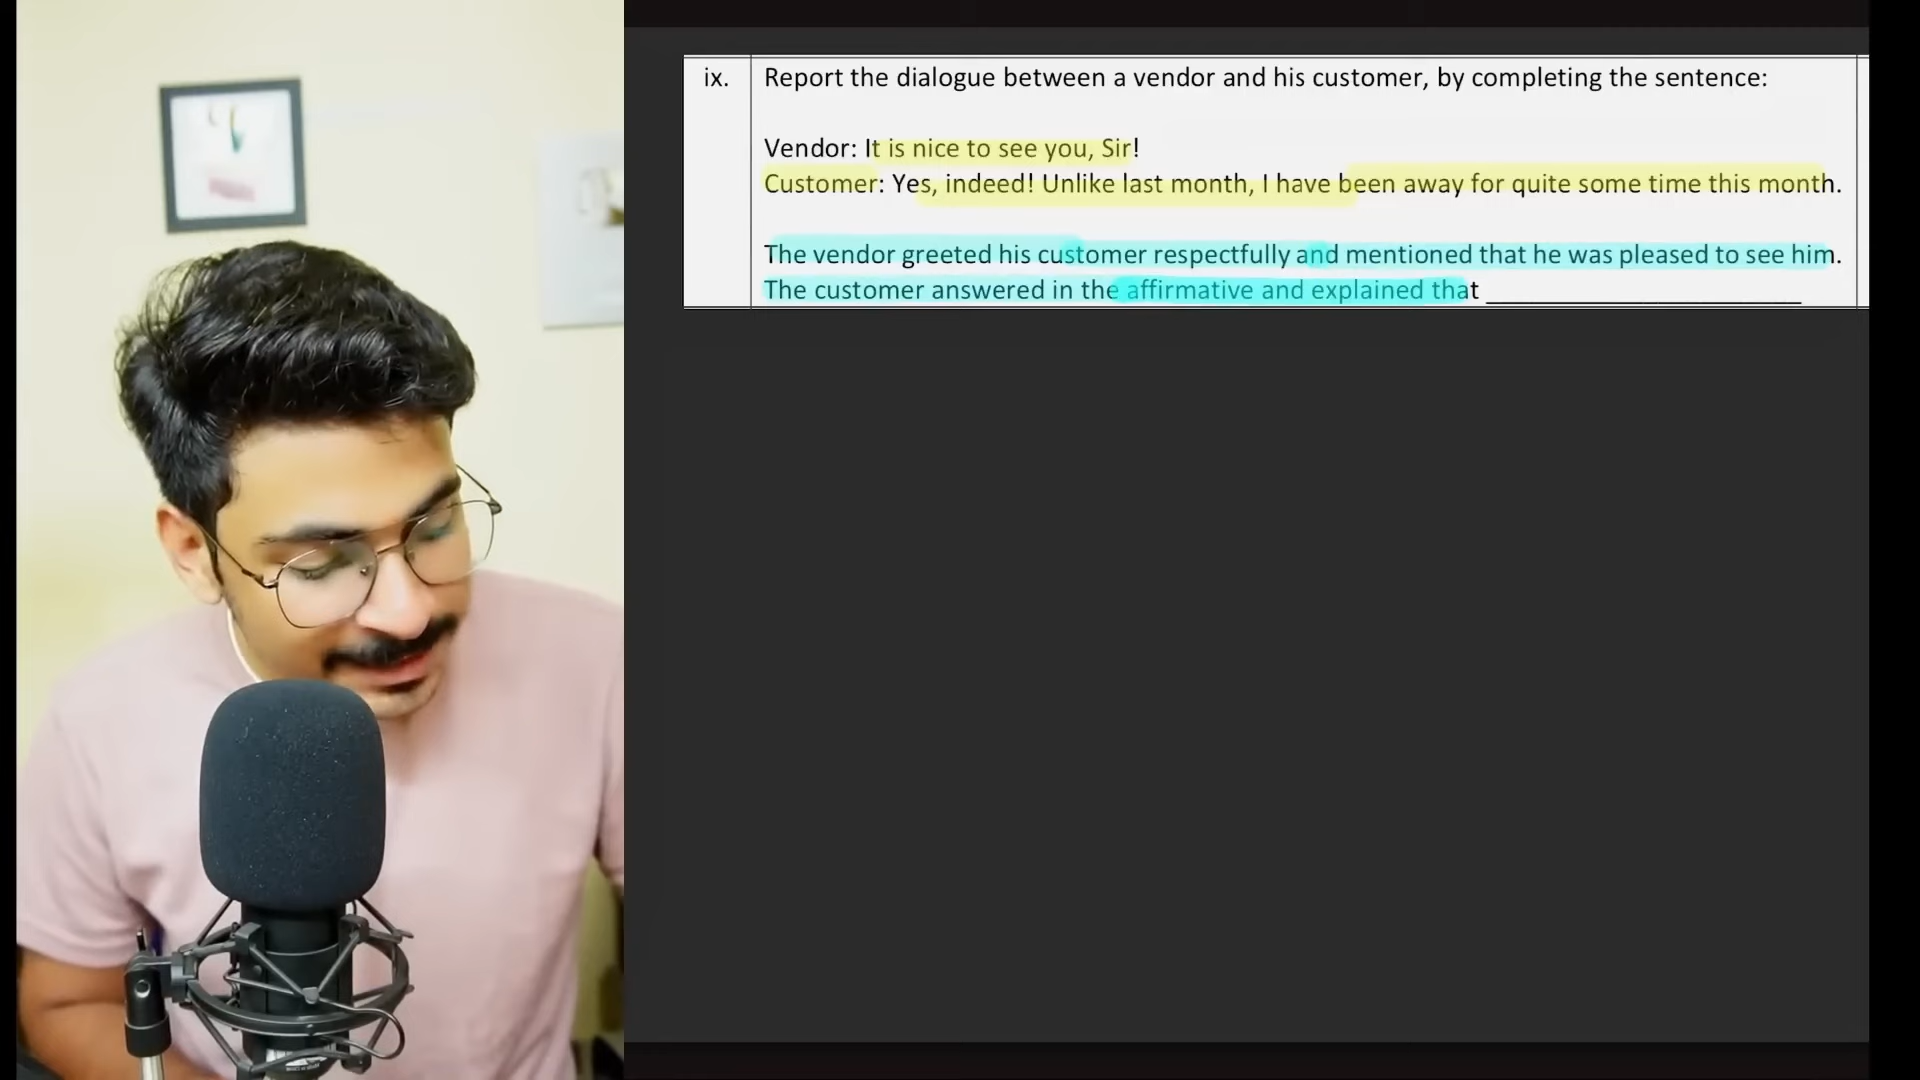 ix. Report the dialogue between a vendor and his customer, by completing the sentence:
Vendor: It is nice to see you, Sir!
Customer: Yes, indeed! Unlike last month, I have been away for quite some time this month.
The vendor greeted his customer respectfully and mentioned that he was pleased to see him.
The customer answered in the affirmative and explained that ______________________